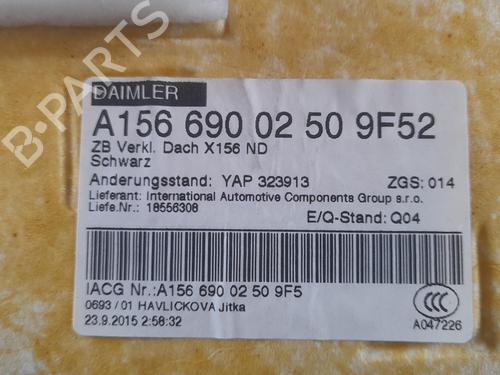 DAIMLER
A156 690 02 50 9F52
ZB Verkl. Dach X156 ND
Schwarz
Anderungsstand: YAP 323913 ZGS: 014
Lieferant: International Automotive Components Group s.r.o.
Liefe.Nr.: 18556308
E/Q-Stand: Q04
IACG Nr.:A156 690 02 50 9F5
0693 / 01 HAVLICKOVA Jitka
23.9.2015 2:58:32
CCC
A047226
B-PARTS